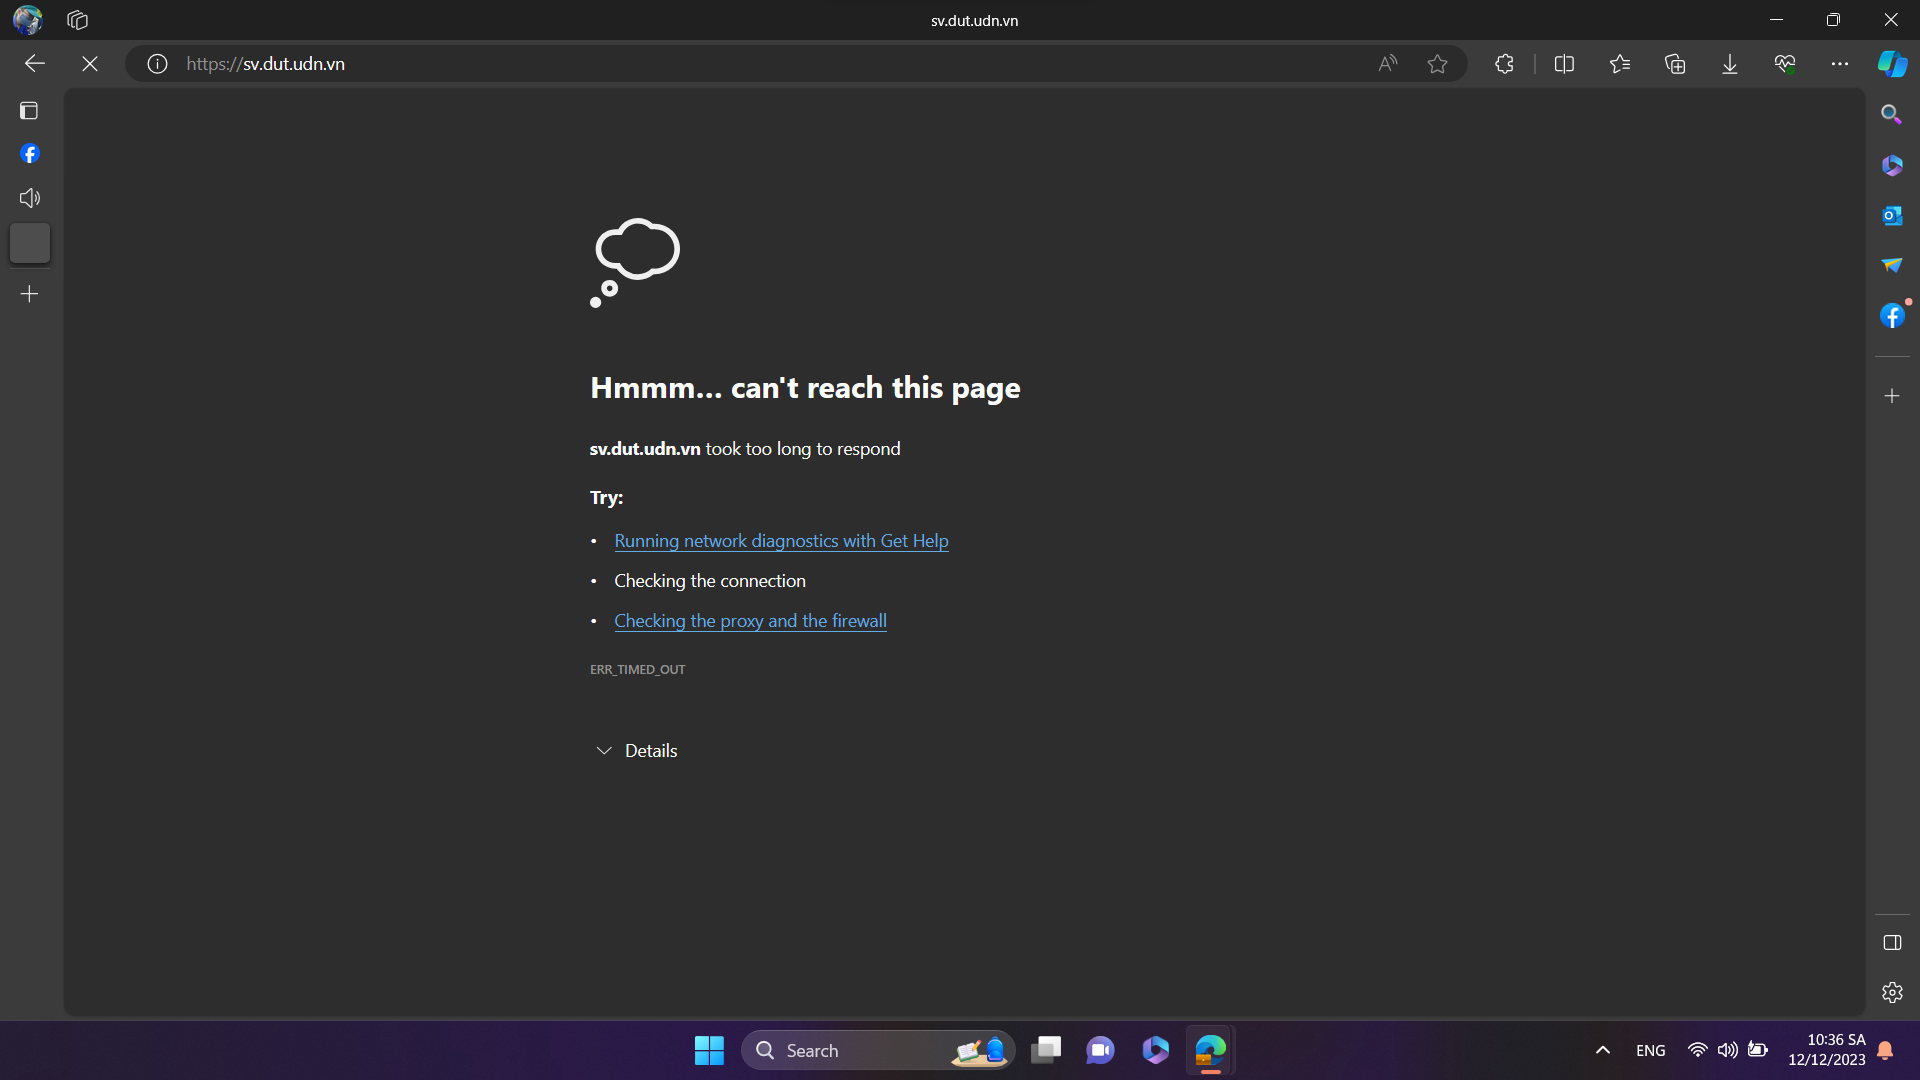 sv.dut.udn.vn
https://sv.dut.udn.vn
Hmmm... can't reach this page
sv.dut.udn.vn took too long to respond
Try:
• Running network diagnostics with Get Help
• Checking the connection
• Checking the proxy and the firewall
ERR_TIMED_OUT
Details
Search
ENG
10:36 SA
12/12/2023